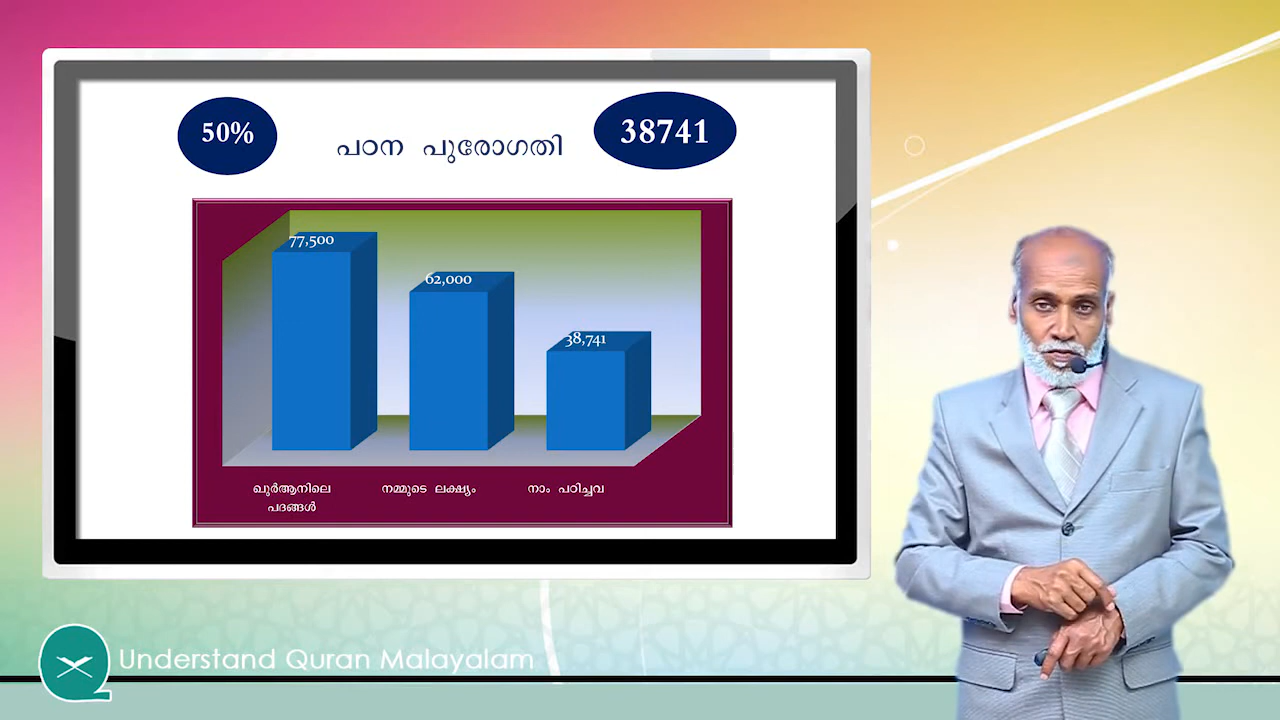 50%
പഠന പുരോഗതി
38741
77,500
62,000
38,741
ഖുർആനിലെ
പദങ്ങൾ
നമ്മുടെ ലക്ഷ്യം
നാം പഠിച്ചവ
Understand Quran Malayalam